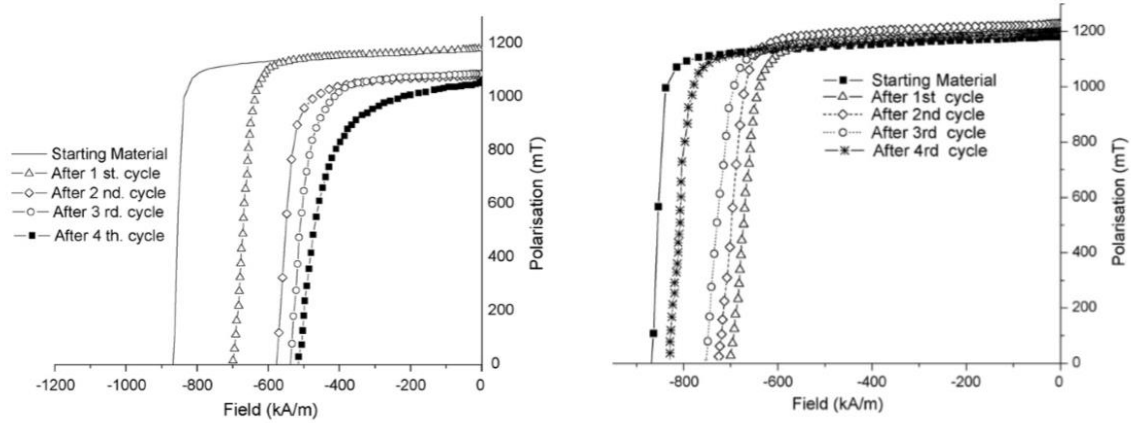 1200
1000
800
600
400
200
0
Polarisation (mT)
Starting Material
After 1 st. cycle
After 2 nd. cycle
After 3 rd. cycle
After 4 th. cycle
-1200 -1000 -800 -600 -400 -200 0
Field (kA/m)
1200
1000
800
600
400
200
0
Polarisation (mT)
Starting Material
After 1st cycle
After 2nd cycle
After 3rd cycle
After 4rd cycle
-800 -600 -400 -200 0
Field (kA/m)